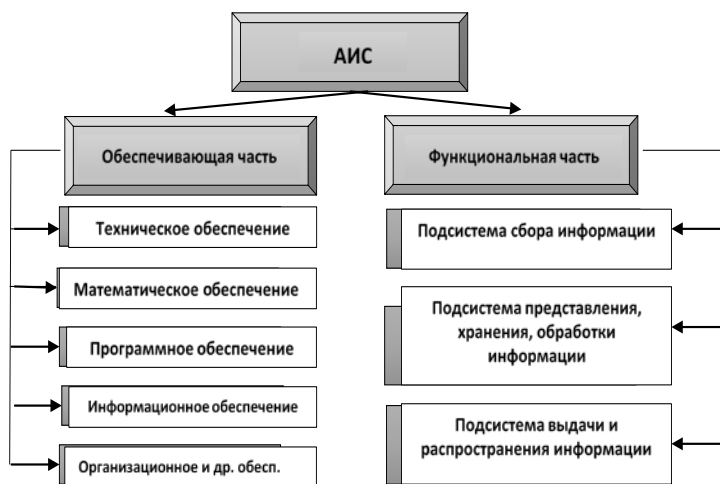 АИС
Обеспечивающая часть
Функциональная часть
Техническое обеспечение
Математическое обеспечение
Программное обеспечение
Информационное обеспечение
Организационное и др. обесп.
Подсистема сбора информации
Подсистема представления,
хранения, обработки
информации
Подсистема выдачи и
распространения информации